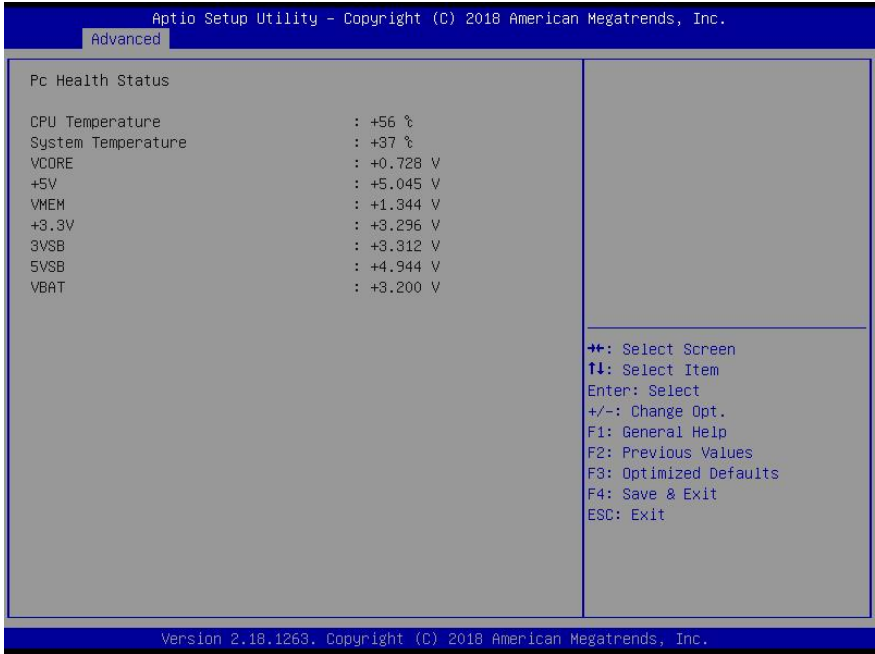 Aptio Setup Utility – Copyright (C) 2018 American Megatrends, Inc.
Advanced
Pc Health Status
CPU Temperature : +56 ℃
System Temperature : +37 ℃
VCORE : +0.728 V
+5V : +5.045 V
VMEM : +1.344 V
+3.3V : +3.296 V
3VSB : +3.312 V
5VSB : +4.944 V
VBAT : +3.200 V
→←: Select Screen
↑↓: Select Item
Enter: Select
+/-: Change Opt.
F1: General Help
F2: Previous Values
F3: Optimized Defaults
F4: Save & Exit
ESC: Exit
Version 2.18.1263. Copyright (C) 2018 American Megatrends, Inc.